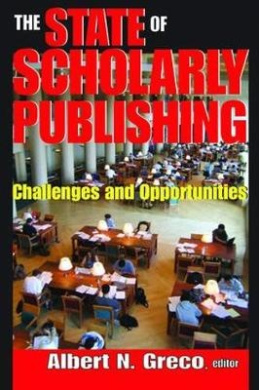 THE STATE OF
SCHOLARLY
PUBLISHING
Challenges and Opportunities
Albert N. Greco, editor